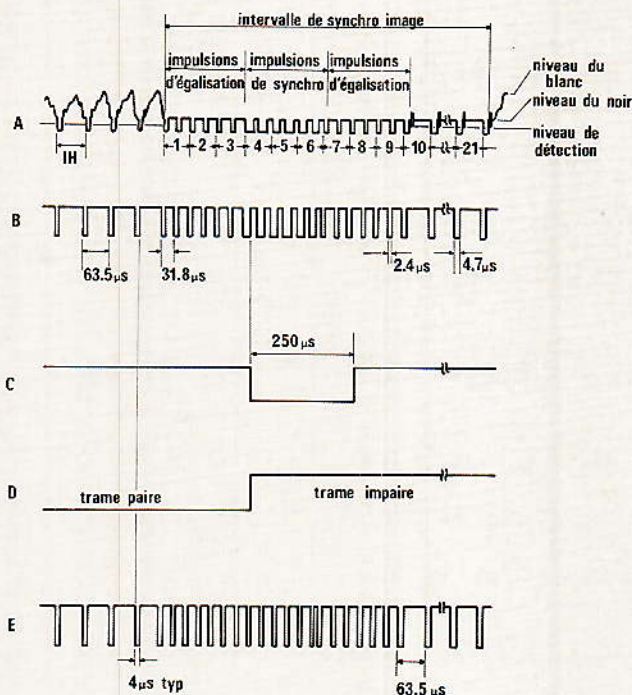 intervalle de synchro image
impulsions impulsions impulsions
d'égalisation de synchro d'égalisation
niveau du
blanc
niveau du noir
niveau de
détection
A
IH
1 2 3 4 5 6 7 8 9 10 21
B
63.5µs 31.8µs 2.4µs 4.7µs
250µs
C
D
trame paire trame impaire
E
4µs typ 63.5µs